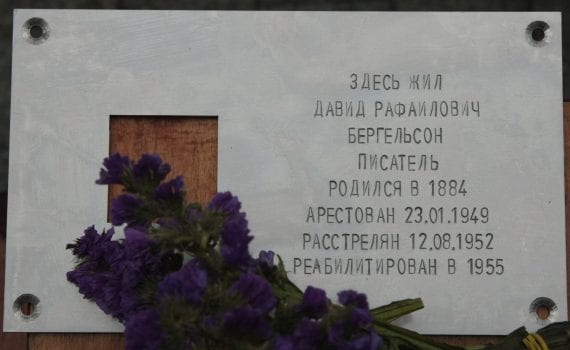 ЗДЕСЬ ЖИЛ
ДАВИД РАФАИЛОВИЧ
БЕРГЕЛЬСОН
ПИСАТЕЛЬ
РОДИЛСЯ В 1884
АРЕСТОВАН 23.01.1949
РАССТРЕЛЯН 12.08.1952
РЕАБИЛИТИРОВАН В 1955